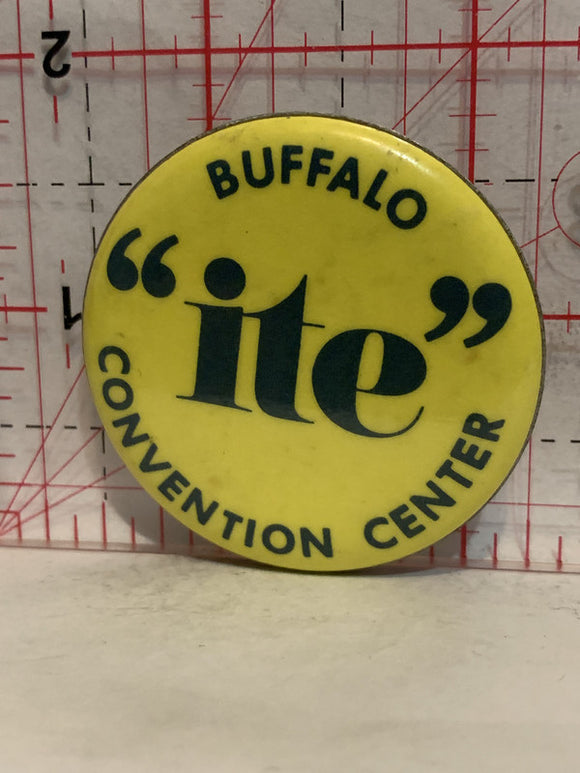 2
BUFFALO
“ite”
1
CONVENTION CENTER